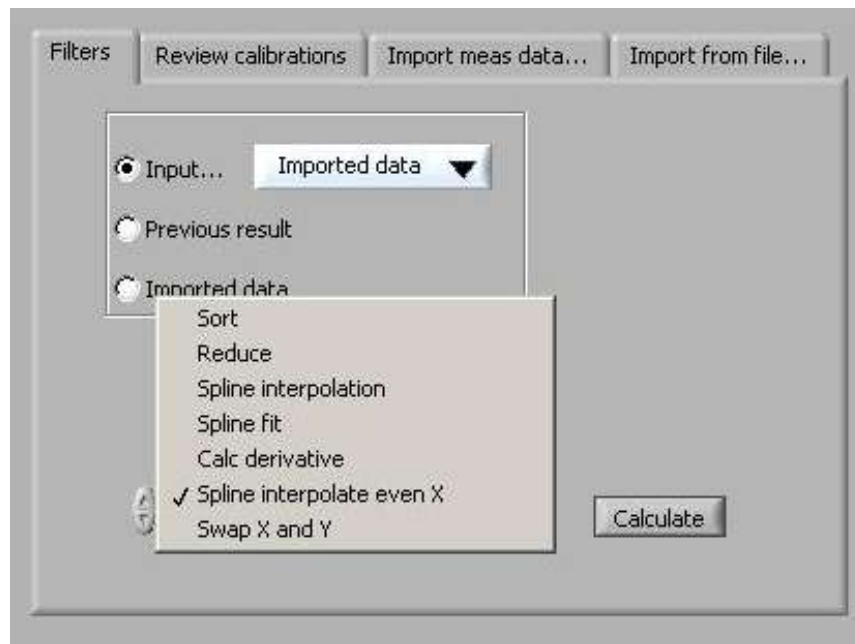 Filters
Review calibrations
Import meas data...
Import from file...
Input...
Imported data
Previous result
Imported data
Sort
Reduce
Spline interpolation
Spline fit
Calc derivative
Spline interpolate even X
Swap X and Y
Calculate